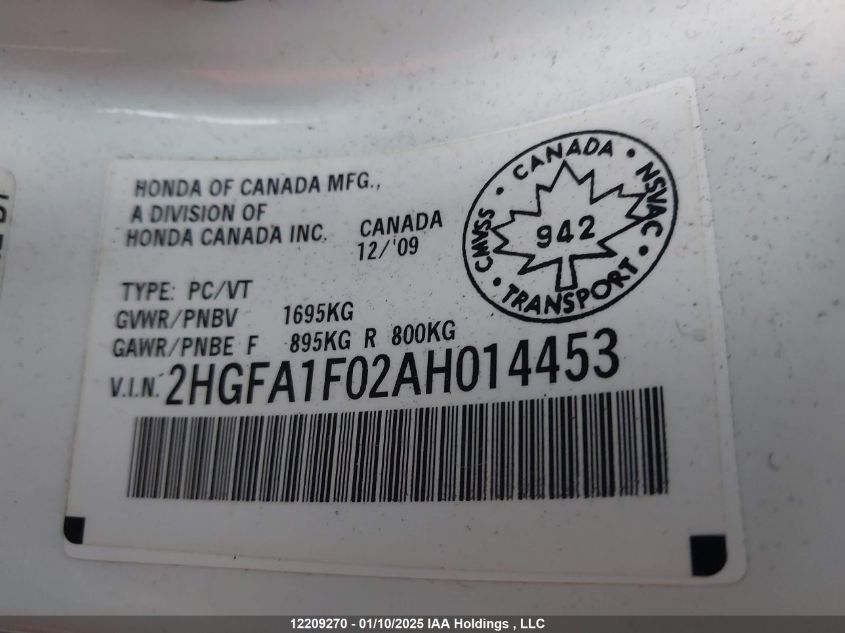 HONDA OF CANADA MFG.,
A DIVISION OF
HONDA CANADA INC.
CANADA
12/'09
TYPE: PC/VT
GVWR/PNBV 1695KG
GAWR/PNBE F 895KG R 800KG
V.I.N. 2HGFA1F02AH014453
CMVSS • CANADA • NSVAC • TRANSPORT •
942
12209270 - 01/10/2025 IAA Holdings , LLC